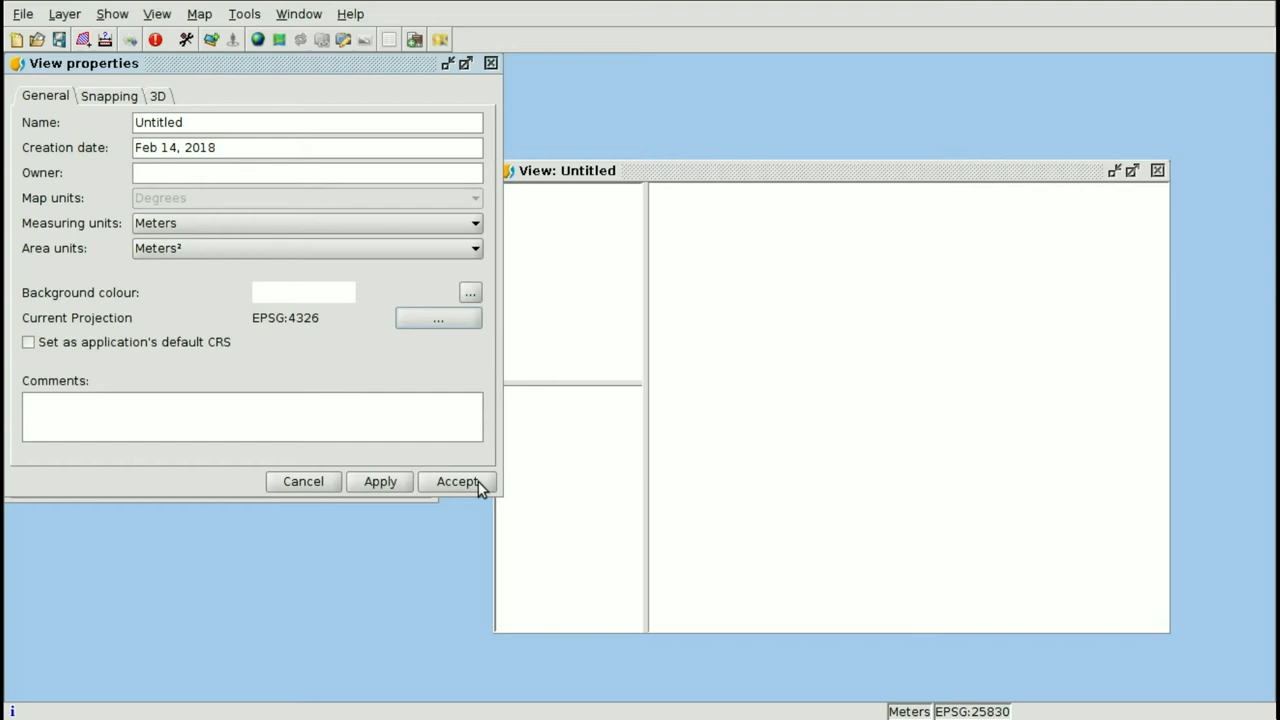 File Layer Show View Map Tools Window Help
View properties
General Snapping 3D
Name: Untitled
Creation date: Feb 14, 2018
Owner:
Map units: Degrees
Measuring units: Meters
Area units: Meters²
Background colour: ...
Current Projection EPSG:4326 ...
Set as application's default CRS
Comments:
Cancel Apply Accept
View: Untitled
i Meters EPSG:25830